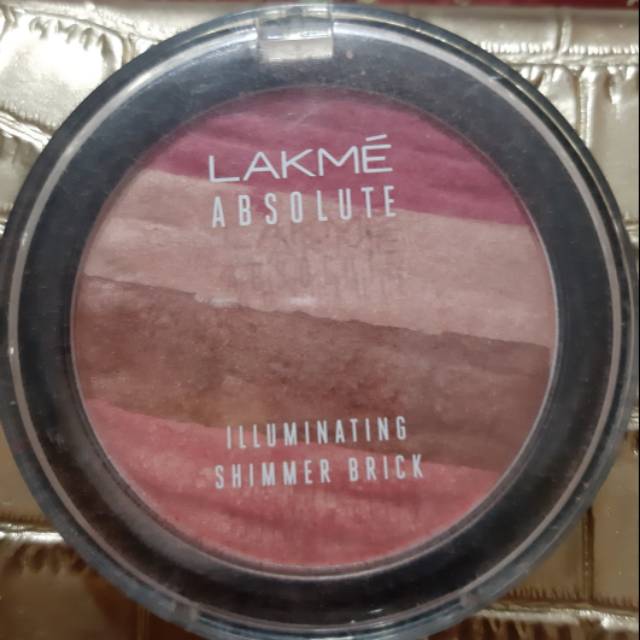 LAKMÉ
ABSOLUTE
ILLUMINATING
SHIMMER BRICK